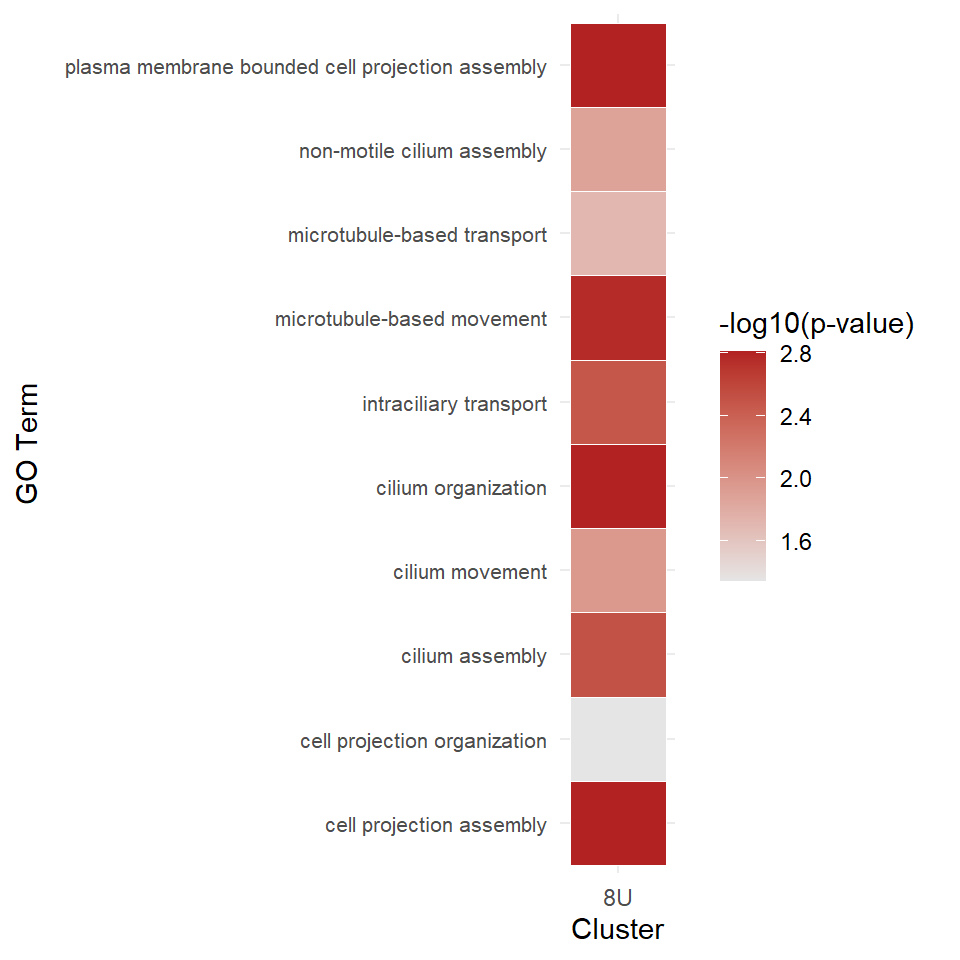 plasma membrane bounded cell projection assembly
non-motile cilium assembly
microtubule-based transport
microtubule-based movement
intraciliary transport
cilium organization
cilium movement
cilium assembly
cell projection organization
cell projection assembly
GO Term
8U
Cluster
-log10(p-value)
2.8
2.4
2.0
1.6